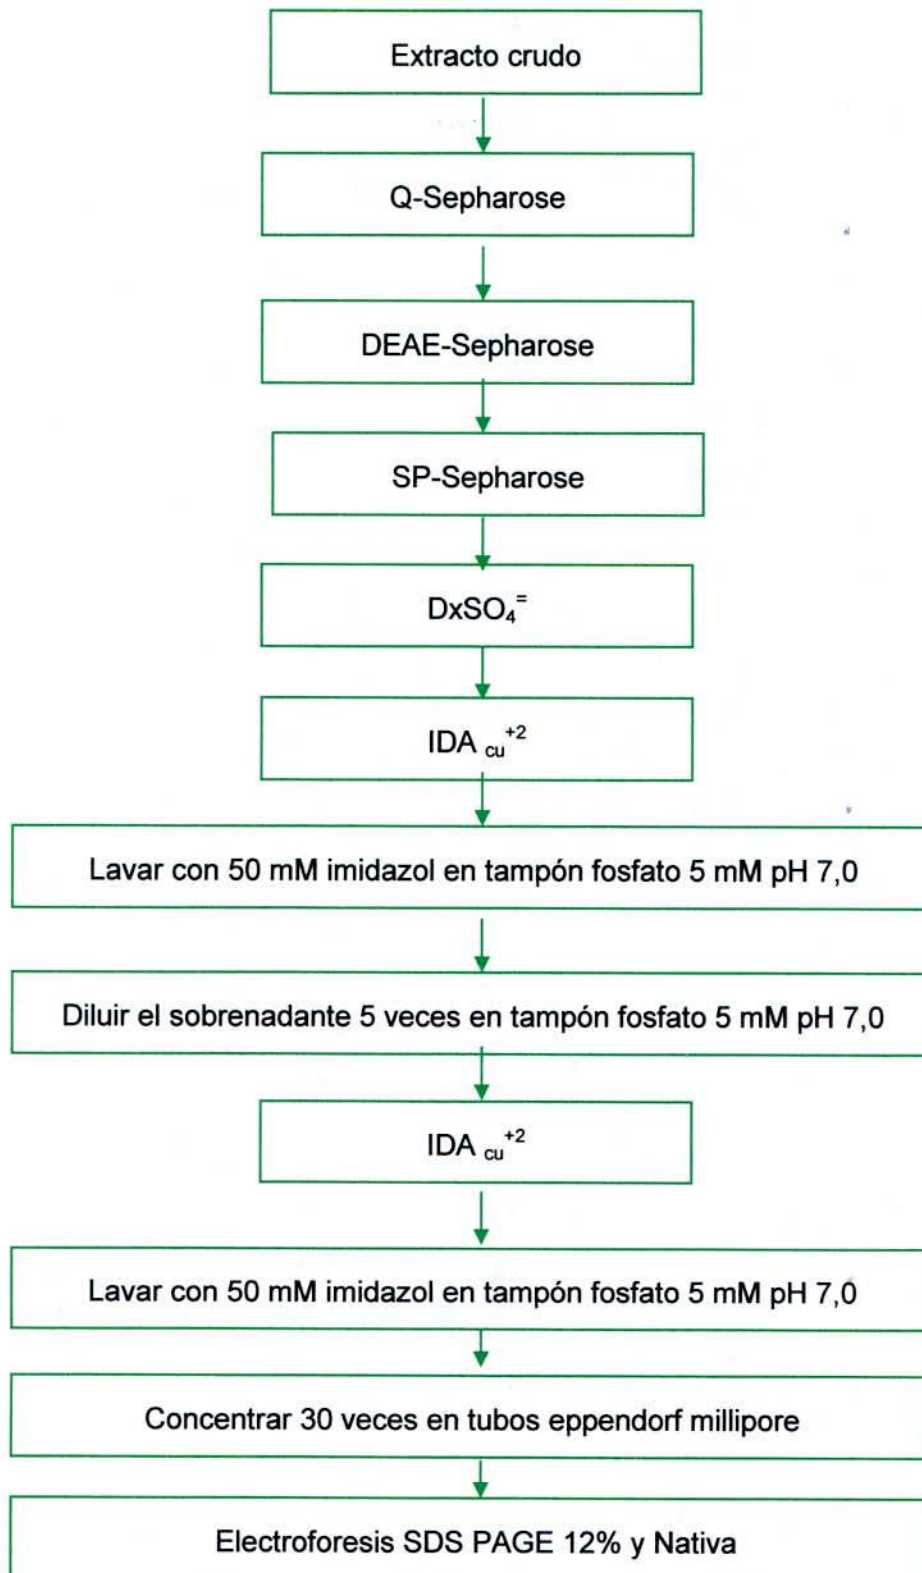 Extracto crudo
Q-Sepharose
DEAE-Sepharose
SP-Sepharose
DxSO₄⁼
IDA cu⁺²
Lavar con 50 mM imidazol en tampón fosfato 5 mM pH 7,0
Diluir el sobrenadante 5 veces en tampón fosfato 5 mM pH 7,0
IDA cu⁺²
Lavar con 50 mM imidazol en tampón fosfato 5 mM pH 7,0
Concentrar 30 veces en tubos eppendorf millipore
Electroforesis SDS PAGE 12% y Nativa